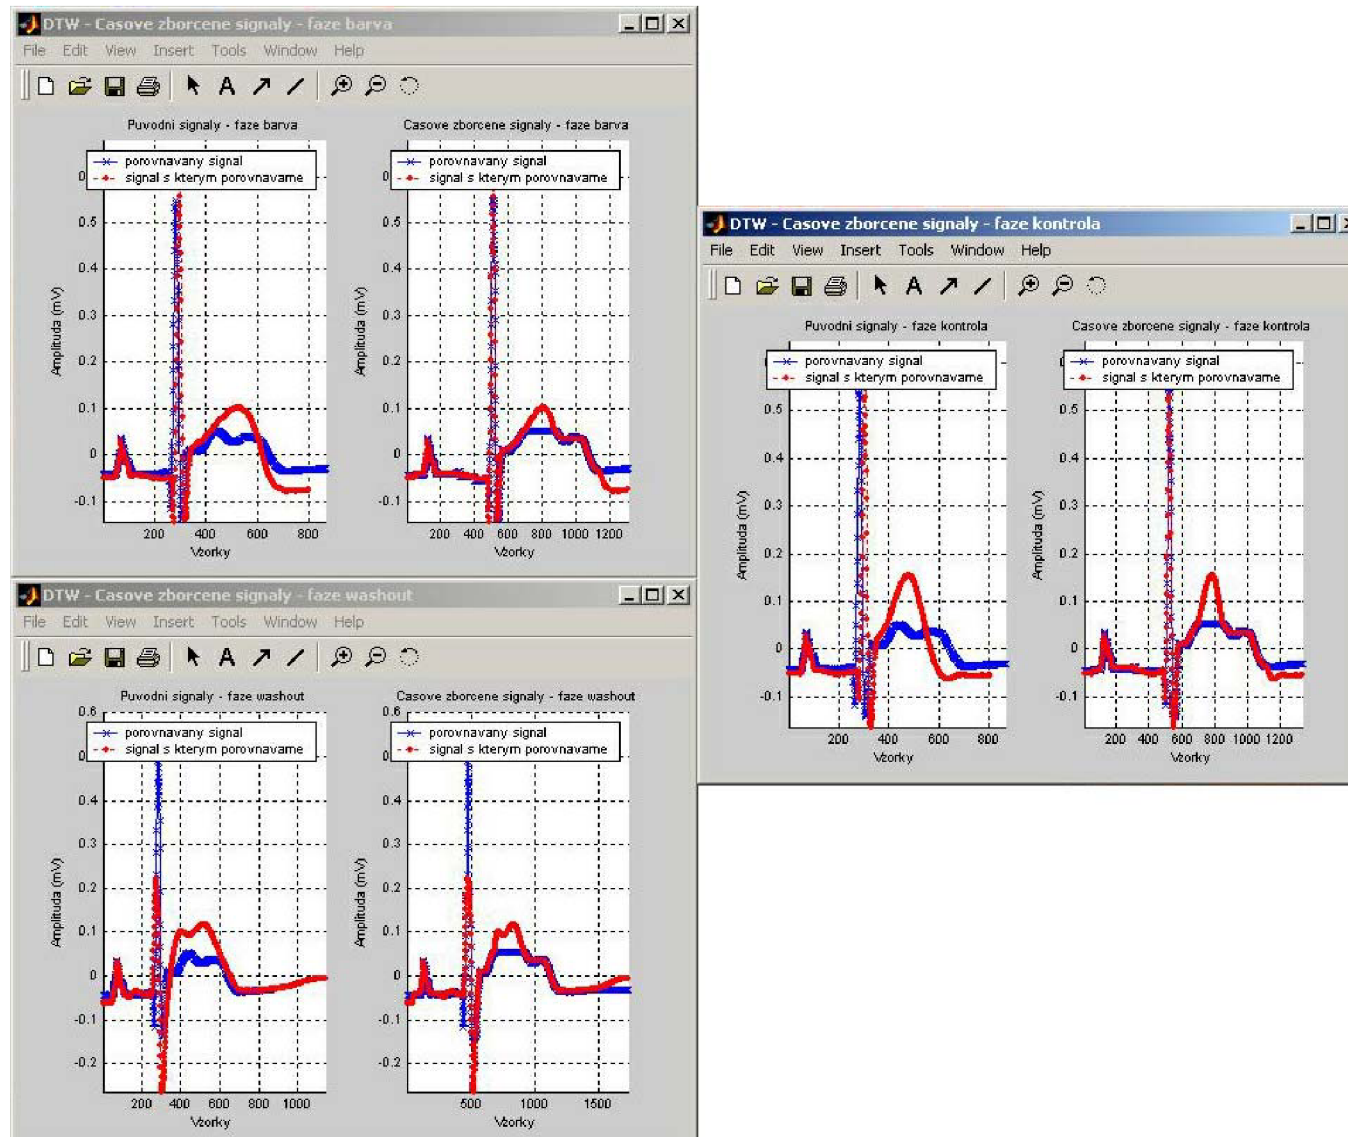 DTW - Casove zborcene signaly - faze barva
File Edit View Insert Tools Window Help
A
Puvodni signaly - faze barva
porovnavany signal
signal s kterym porovnavame
0
0.5
0.4
0.3
0.2
0.1
0
-0.1
Amplituda (mV)
200 400 600 800
Vzorky
Casove zborcene signaly - faze barva
porovnavany signal
signal s kterym porovnavame
0
0.5
0.4
0.3
0.2
0.1
0
-0.1
Amplituda (mV)
200 400 600 800 1000 1200
Vzorky
DTW - Casove zborcene signaly - faze kontrola
File Edit View Insert Tools Window Help
A
Puvodni signaly - faze kontrola
porovnavany signal
signal s kterym porovnavame
0.5
0.4
0.3
0.2
0.1
0
-0.1
Amplituda (mV)
200 400 600 800
Vzorky
Casove zborcene signaly - faze kontrola
porovnavany signal
signal s kterym porovnavame
0.5
0.4
0.3
0.2
0.1
0
-0.1
Amplituda (mV)
200 400 600 800 1000 1200
Vzorky
DTW - Casove zborcene signaly - faze washout
File Edit View Insert Tools Window Help
A
Puvodni signaly - faze washout
porovnavany signal
signal s kterym porovnavame
0.6
0.5
0.4
0.3
0.2
0.1
0
-0.1
-0.2
Amplituda (mV)
200 400 600 800 1000
Vzorky
Casove zborcene signaly - faze washout
porovnavany signal
signal s kterym porovnavame
0.6
0.5
0.4
0.3
0.2
0.1
0
-0.1
-0.2
Amplituda (mV)
500 1000 1500
Vzorky